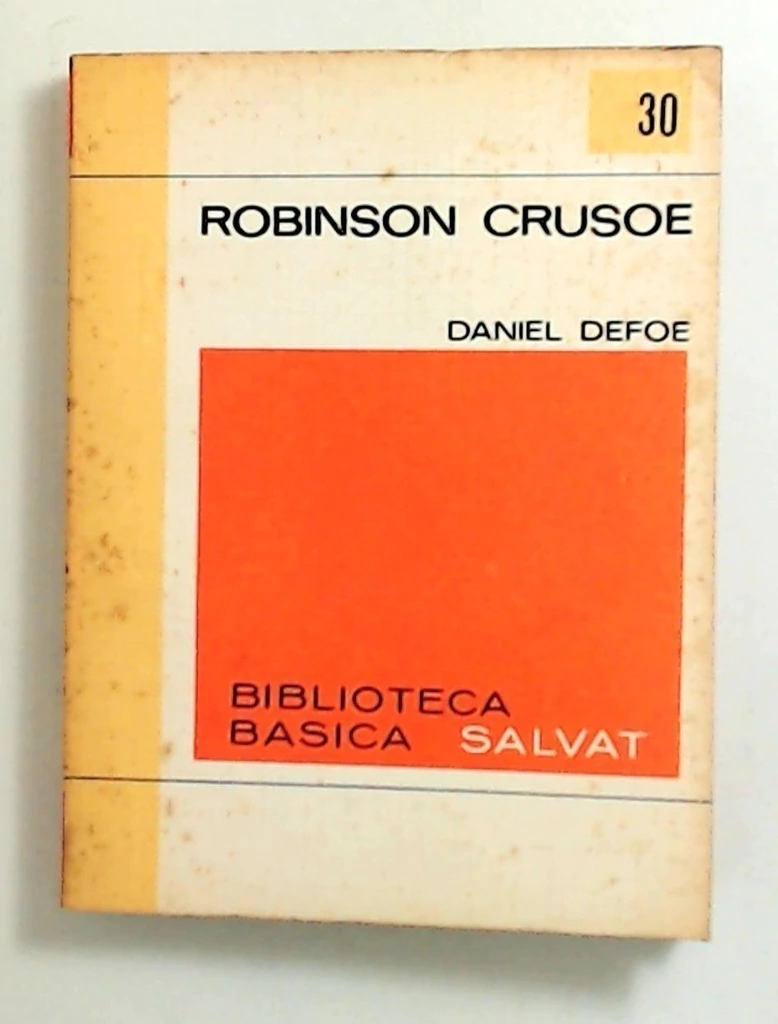 30
ROBINSON CRUSOE
DANIEL DEFOE
BIBLIOTECA
BASICA SALVAT